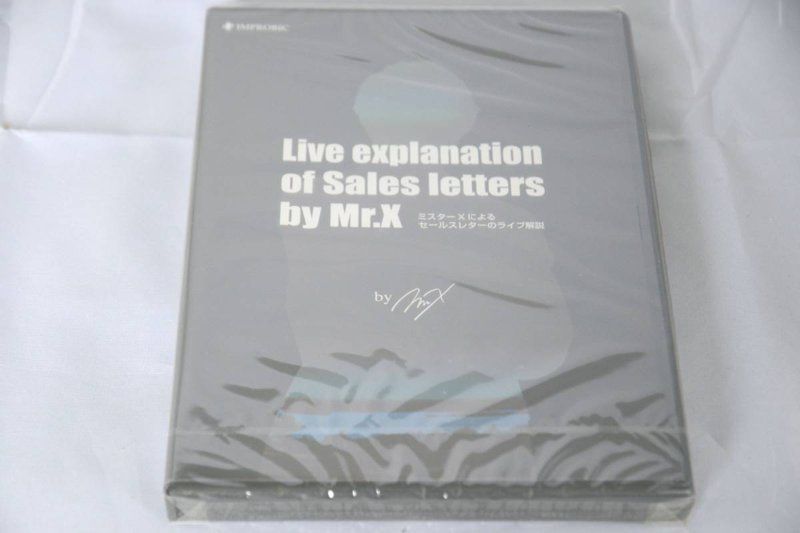 IMPROBIC
Live explanation
of Sales letters
by Mr.X
ミスターXによる
セールスレターのライブ解説
by Mr.X